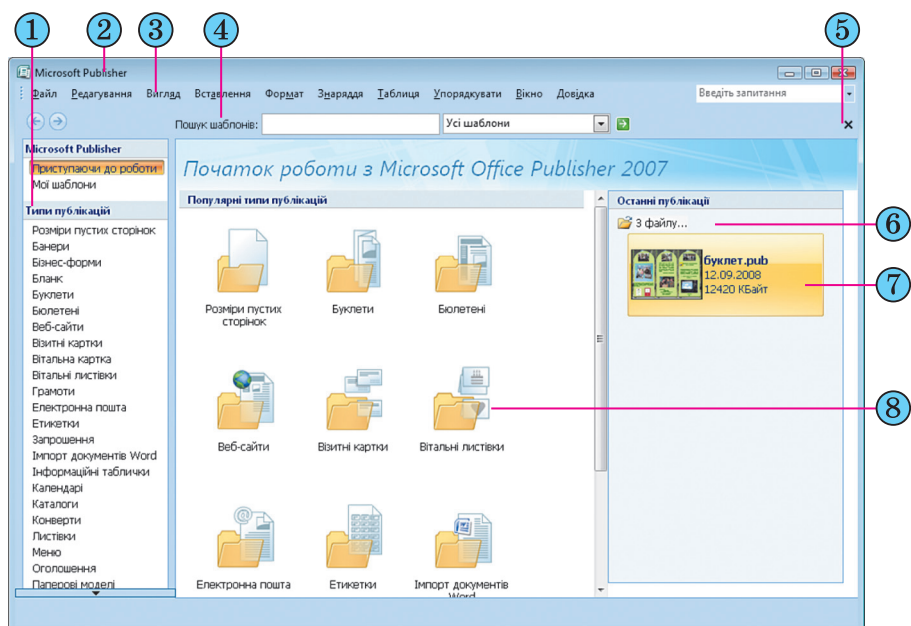 1 2 3 4 5
Microsoft Publisher
Файл Редагування Вигляд Вставлення Формат Знаряддя Таблиця Упорядкувати Вікно Довідка Введіть запитання
Пошук шаблонів: Усі шаблони
Microsoft Publisher
Приступаючи до роботи
Мої шаблони
Типи публікацій
Розміри пустих сторінок
Банери
Бізнес-форми
Бланк
Буклети
Бюлетені
Веб-сайти
Візитні картки
Вітальна картка
Вітальні листівки
Грамоти
Електронна пошта
Етикетки
Запрошення
Імпорт документів Word
Інформаційні таблички
Календарі
Каталоги
Конверти
Листівки
Меню
Оголошення
Паперові моделі
Початок роботи з Microsoft Office Publisher 2007
Популярні типи публікацій
Розміри пустих
сторінок
Буклети
Бюлетені
Веб-сайти
Візитні картки
Вітальні листівки
Електронна пошта
Етикетки
Імпорт документів
Word
Останні публікації
З файлу...
буклет.pub
12.09.2008
12420 КБайт
6
7
8